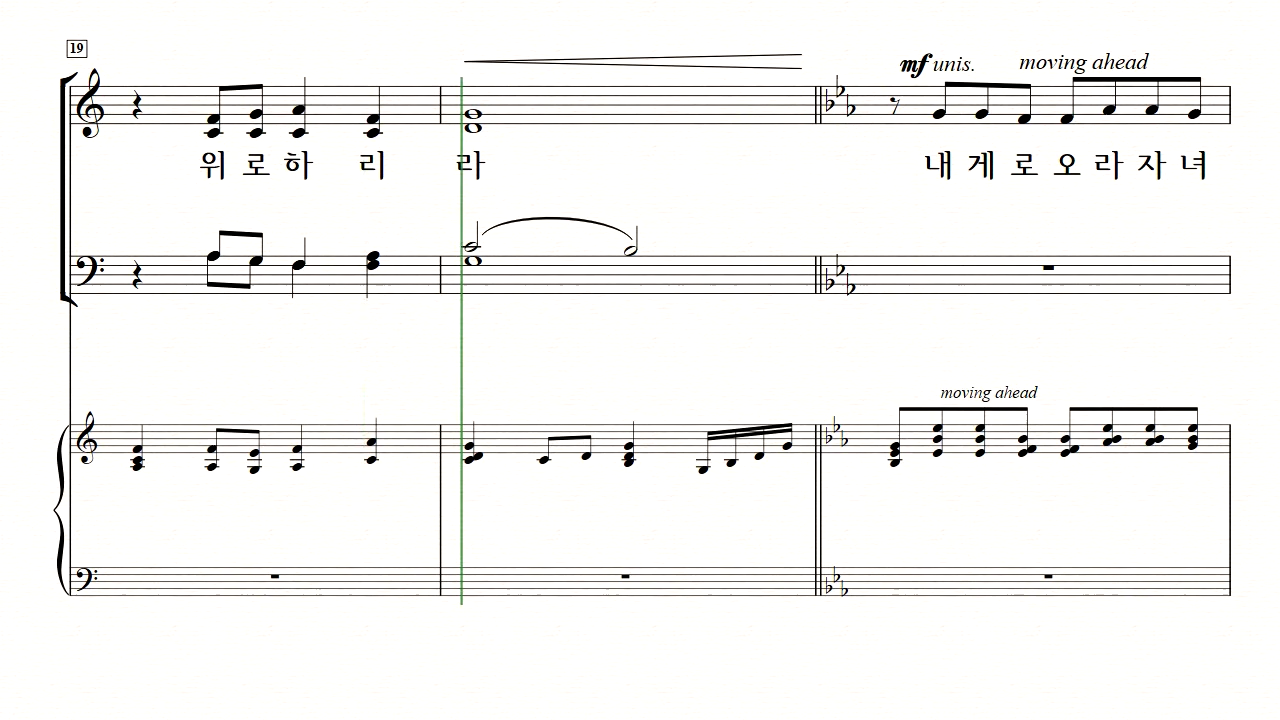 19
mf unis. moving ahead
위 로 하 리 라 내 게 로 오 라 자 녀
moving ahead